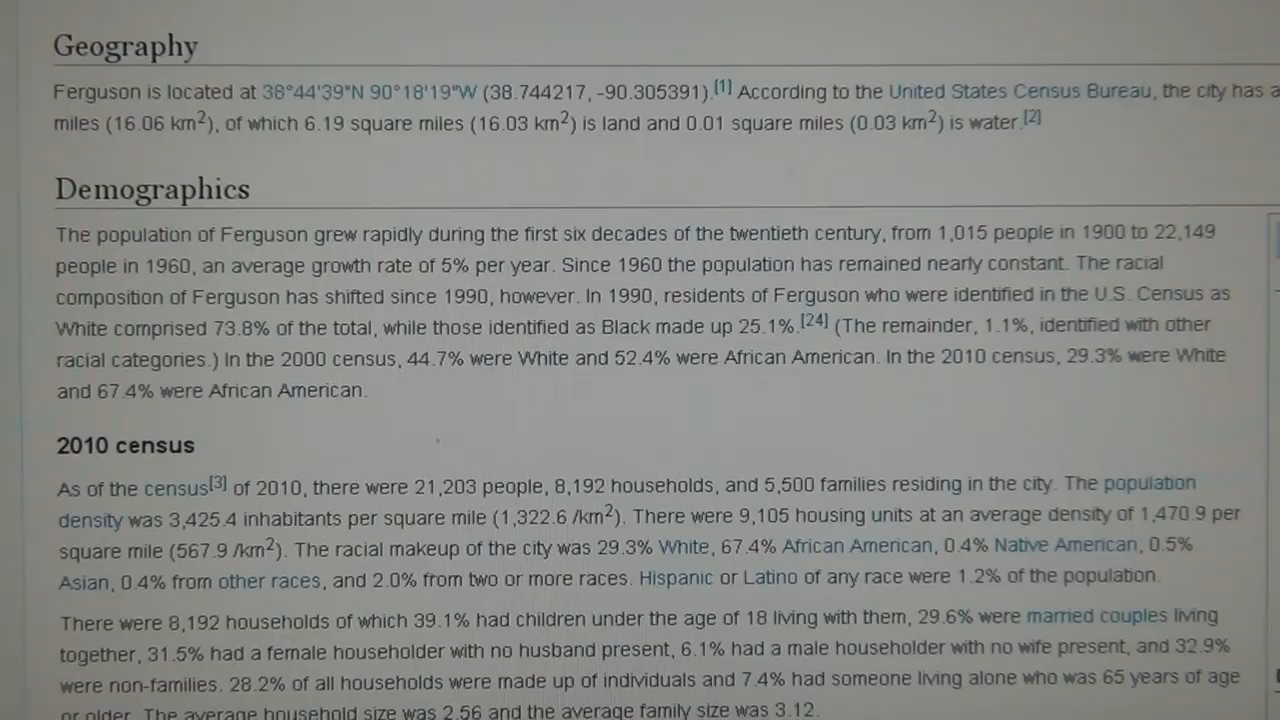 Geography
Ferguson is located at 38°44'39"N 90°18'19"W (38.744217, -90.305391).[1] According to the United States Census Bureau, the city has a
miles (16.06 km2), of which 6.19 square miles (16.03 km2) is land and 0.01 square miles (0.03 km2) is water.[2]
Demographics
The population of Ferguson grew rapidly during the first six decades of the twentieth century, from 1,015 people in 1900 to 22,149
people in 1960, an average growth rate of 5% per year. Since 1960 the population has remained nearly constant. The racial
composition of Ferguson has shifted since 1990, however. In 1990, residents of Ferguson who were identified in the U.S. Census as
White comprised 73.8% of the total, while those identified as Black made up 25.1%.[24] (The remainder, 1.1%, identified with other
racial categories.) In the 2000 census, 44.7% were White and 52.4% were African American. In the 2010 census, 29.3% were White
and 67.4% were African American.
2010 census
As of the census[3] of 2010, there were 21,203 people, 8,192 households, and 5,500 families residing in the city. The population
density was 3,425.4 inhabitants per square mile (1,322.6 /km2). There were 9,105 housing units at an average density of 1,470.9 per
square mile (567.9 /km2). The racial makeup of the city was 29.3% White, 67.4% African American, 0.4% Native American, 0.5%
Asian, 0.4% from other races, and 2.0% from two or more races. Hispanic or Latino of any race were 1.2% of the population.
There were 8,192 households of which 39.1% had children under the age of 18 living with them, 29.6% were married couples living
together, 31.5% had a female householder with no husband present, 6.1% had a male householder with no wife present, and 32.9%
were non-families. 28.2% of all households were made up of individuals and 7.4% had someone living alone who was 65 years of age
or older. The average household size was 2.56 and the average family size was 3.12.